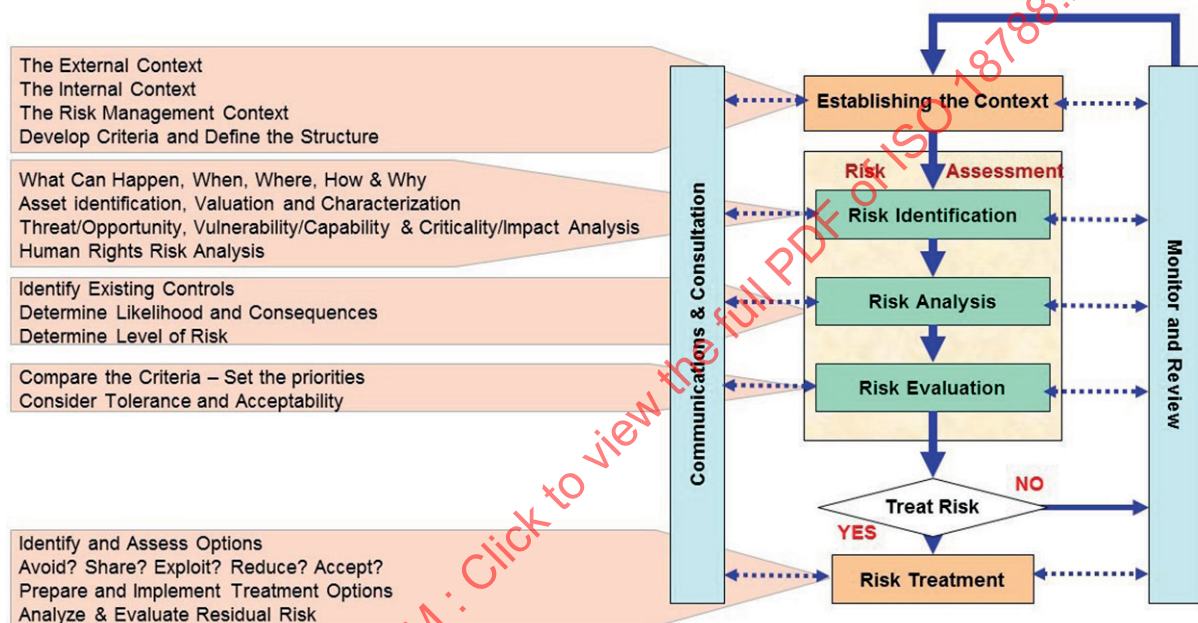 The External Context
The Internal Context
The Risk Management Context
Develop Criteria and Define the Structure
What Can Happen, When, Where, How & Why
Asset identification, Valuation and Characterization
Threat/Opportunity, Vulnerability/Capability & Criticality/Impact Analysis
Human Rights Risk Analysis
Identify Existing Controls
Determine Likelihood and Consequences
Determine Level of Risk
Compare the Criteria – Set the priorities
Consider Tolerance and Acceptability
Identify and Assess Options
Avoid? Share? Exploit? Reduce? Accept?
Prepare and Implement Treatment Options
Analyze & Evaluate Residual Risk
Communications & Consultation
Establishing the Context
Risk Assessment
Risk Identification
Risk Analysis
Risk Evaluation
Treat Risk
NO
YES
Risk Treatment
Monitor and Review
: Click to view the full PDF of ISO 18788